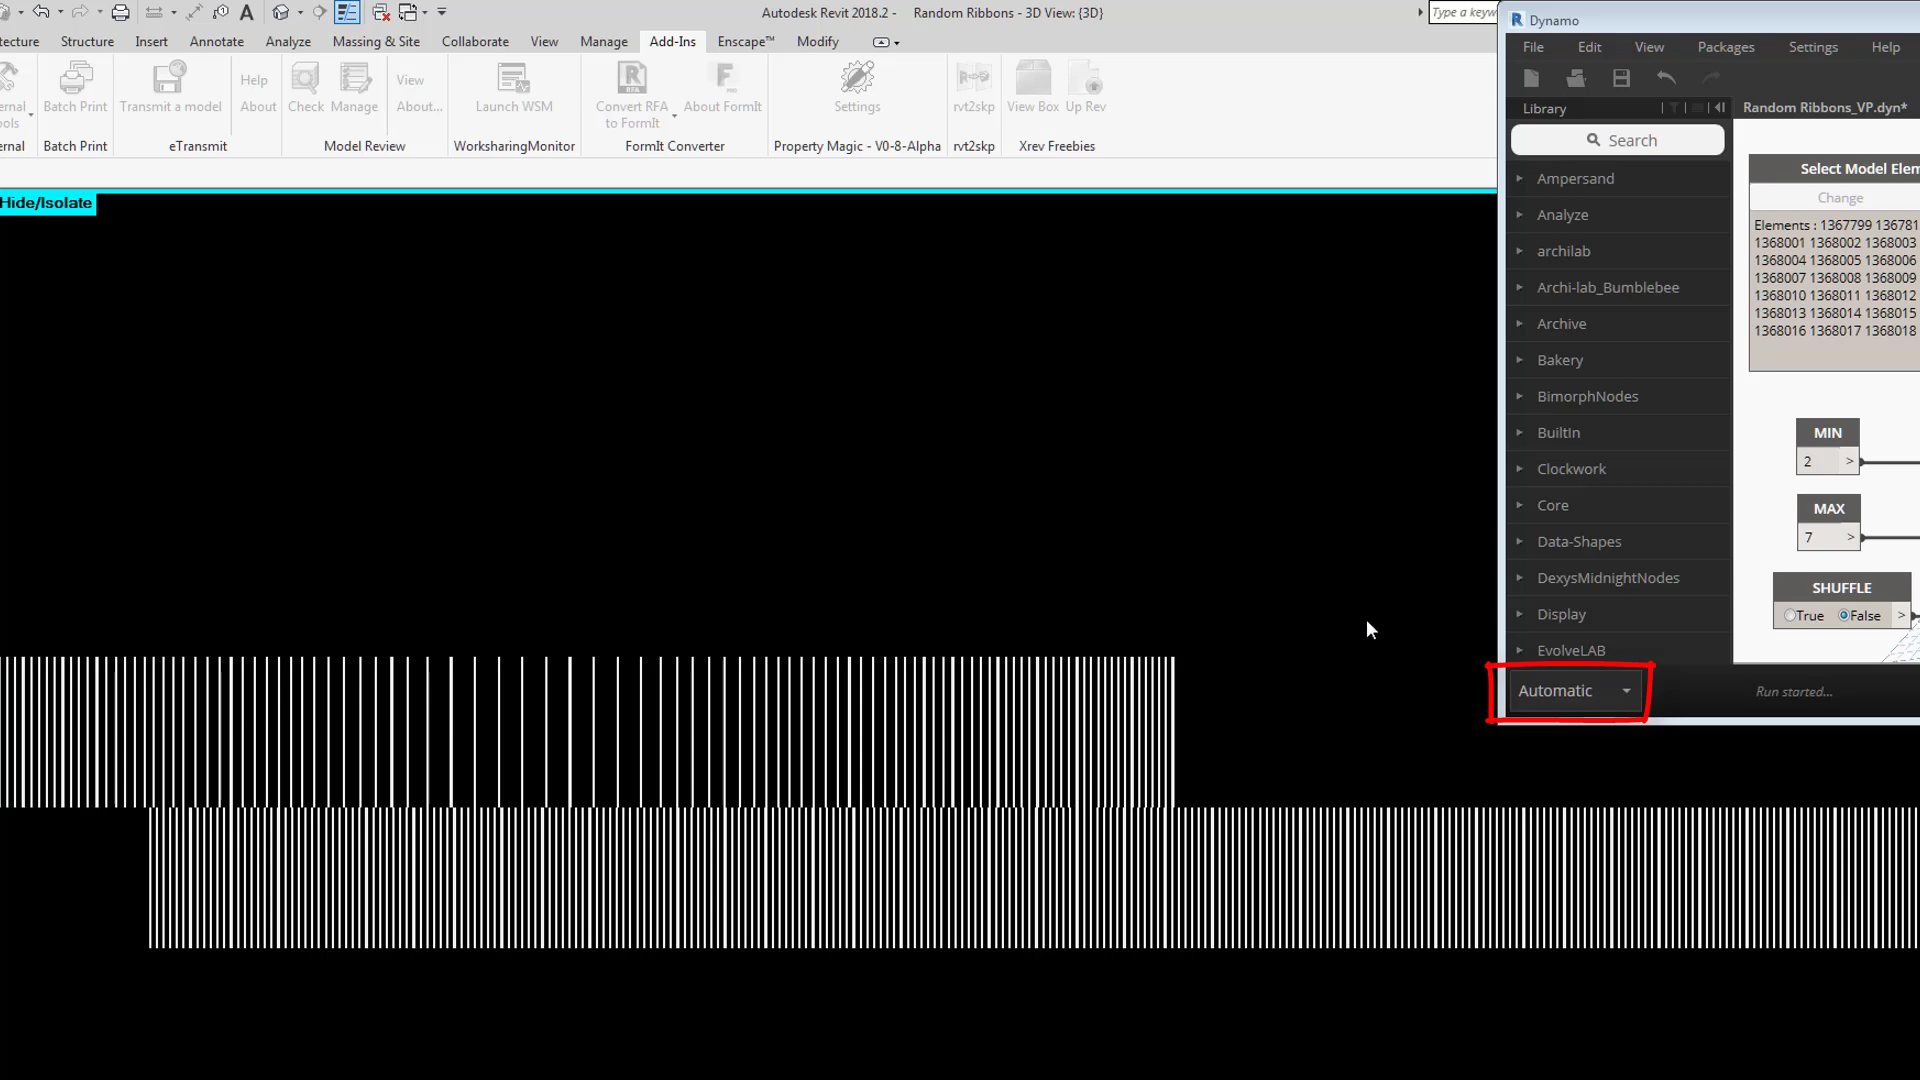 Autodesk Revit 2018.2 - Random Ribbons - 3D View: {3D}
Type a keyw
Structure Insert Annotate Analyze Massing & Site Collaborate View Manage Add-Ins Enscape™ Modify
Batch Print
Transmit a model
Help
About
Check
Manage
View
About...
Launch WSM
Convert RFA
to FormIt
About FormIt
Settings
rvt2skp
View Box
Up Rev
Batch Print eTransmit Model Review WorksharingMonitor FormIt Converter Property Magic - V0-8-Alpha rvt2skp Xrev Freebies
Hide/Isolate
Dynamo
File Edit View Packages Settings Help
Library
Random Ribbons_VP.dyn*
Search
Ampersand
Analyze
archilab
Archi-lab_Bumblebee
Archive
Bakery
BimorphNodes
BuiltIn
Clockwork
Core
Data-Shapes
DexysMidnightNodes
Display
EvolveLAB
Automatic
Run started...
Select Model Elem
Change
Elements : 1367799 136781
1368001 1368002 1368003
1368004 1368005 1368006
1368007 1368008 1368009
1368010 1368011 1368012
1368013 1368014 1368015
1368016 1368017 1368018
MIN
2 >
MAX
7 >
SHUFFLE
True False >